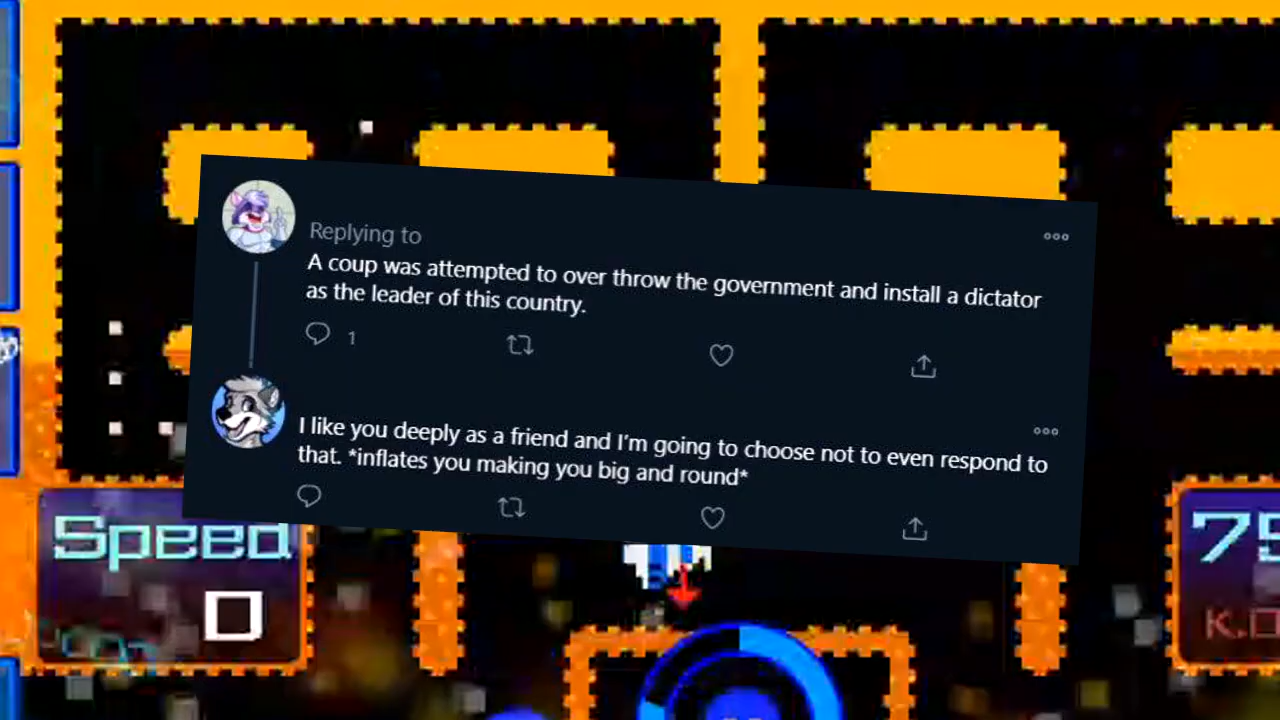 Replying to
A coup was attempted to over throw the government and install a dictator
as the leader of this country.
1
I like you deeply as a friend and I'm going to choose not to even respond to
that. *inflates you making you big and round*
Speed
0